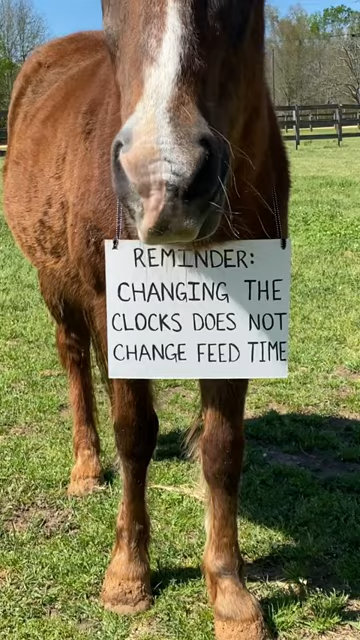 REMINDER:
CHANGING THE
CLOCKS DOES NOT
CHANGE FEED TIME